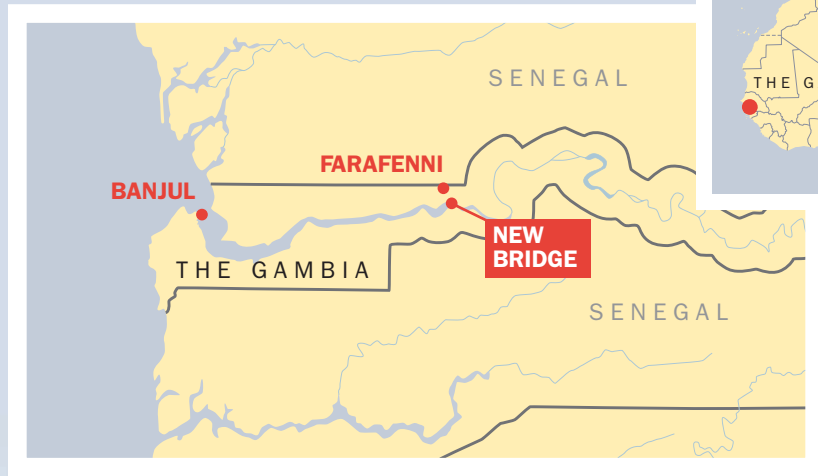 SENEGAL
THE G
FARAFENNI
BANJUL
NEW
BRIDGE
THE GAMBIA
SENEGAL